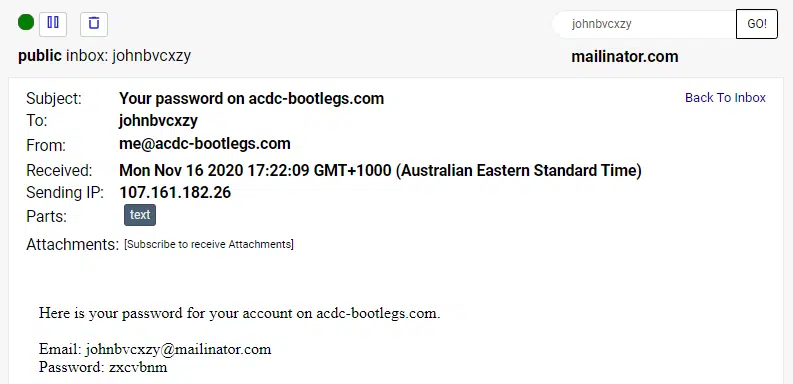 johnbvcxzy GO!
public inbox: johnbvcxzy mailinator.com
Subject: Your password on acdc-bootlegs.com Back To Inbox
To: johnbvcxzy
From: me@acdc-bootlegs.com
Received: Mon Nov 16 2020 17:22:09 GMT+1000 (Australian Eastern Standard Time)
Sending IP: 107.161.182.26
Parts: text
Attachments: [Subscribe to receive Attachments]
Here is your password for your account on acdc-bootlegs.com.
Email: johnbvcxzy@mailinator.com
Password: zxcvbnm